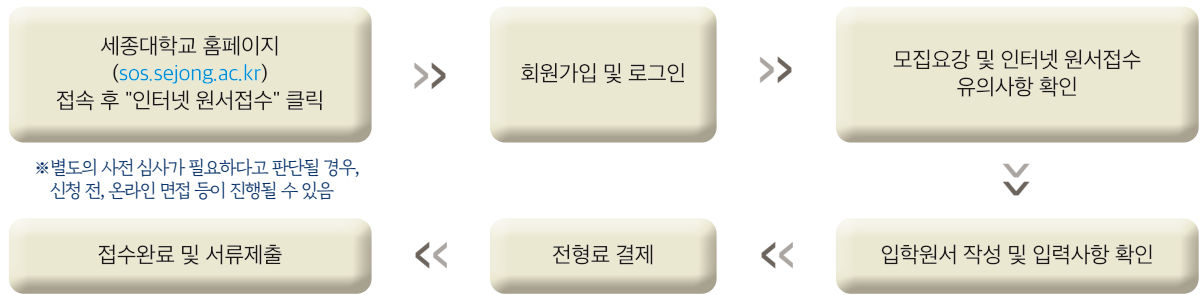 세종대학교 홈페이지
(sos.sejong.ac.kr)
접속 후 "인터넷 원서접수" 클릭
※별도의 사전 심사가 필요하다고 판단될 경우,
신청 전, 온라인 면접 등이 진행될 수 있음
회원가입 및 로그인
모집요강 및 인터넷 원서접수
유의사항 확인
입학원서 작성 및 입력사항 확인
전형료 결제
접수완료 및 서류제출